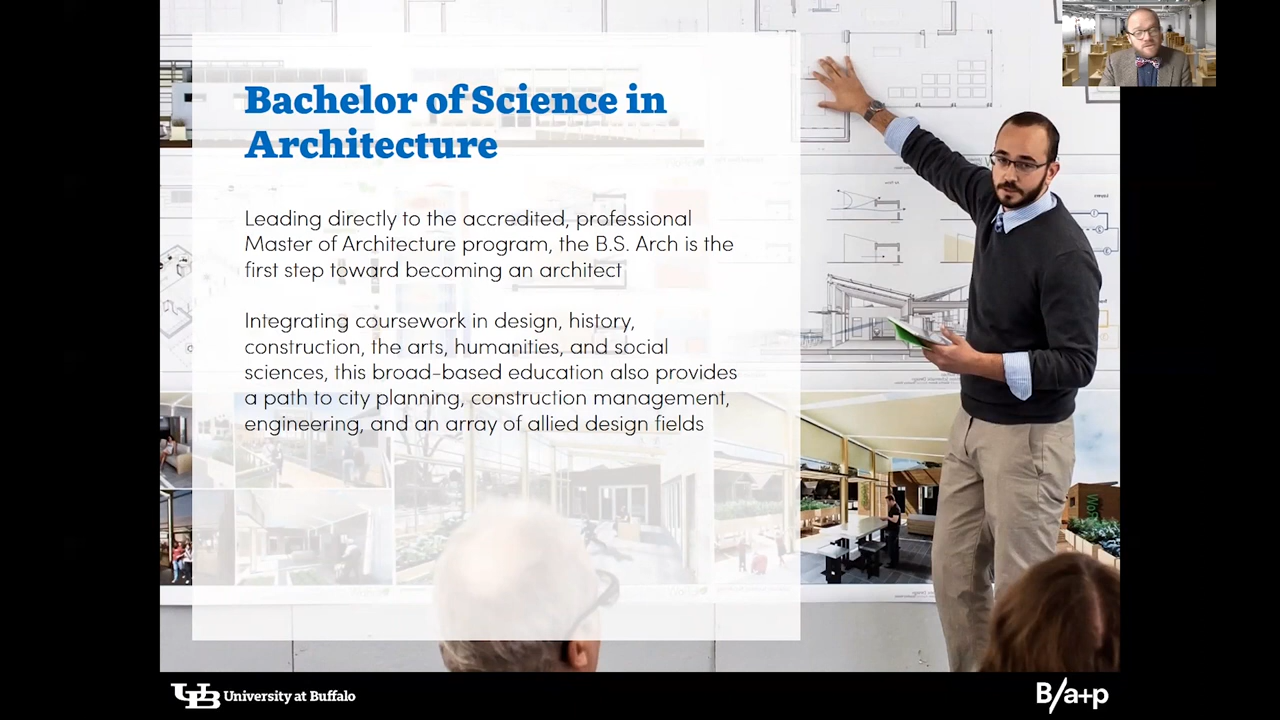 Bachelor of Science in
Architecture
Leading directly to the accredited, professional
Master of Architecture program, the B.S. Arch is the
first step toward becoming an architect
Integrating coursework in design, history,
construction, the arts, humanities, and social
sciences, this broad-based education also provides
a path to city planning, construction management,
engineering, and an array of allied design fields
UB University at Buffalo
B/a+p